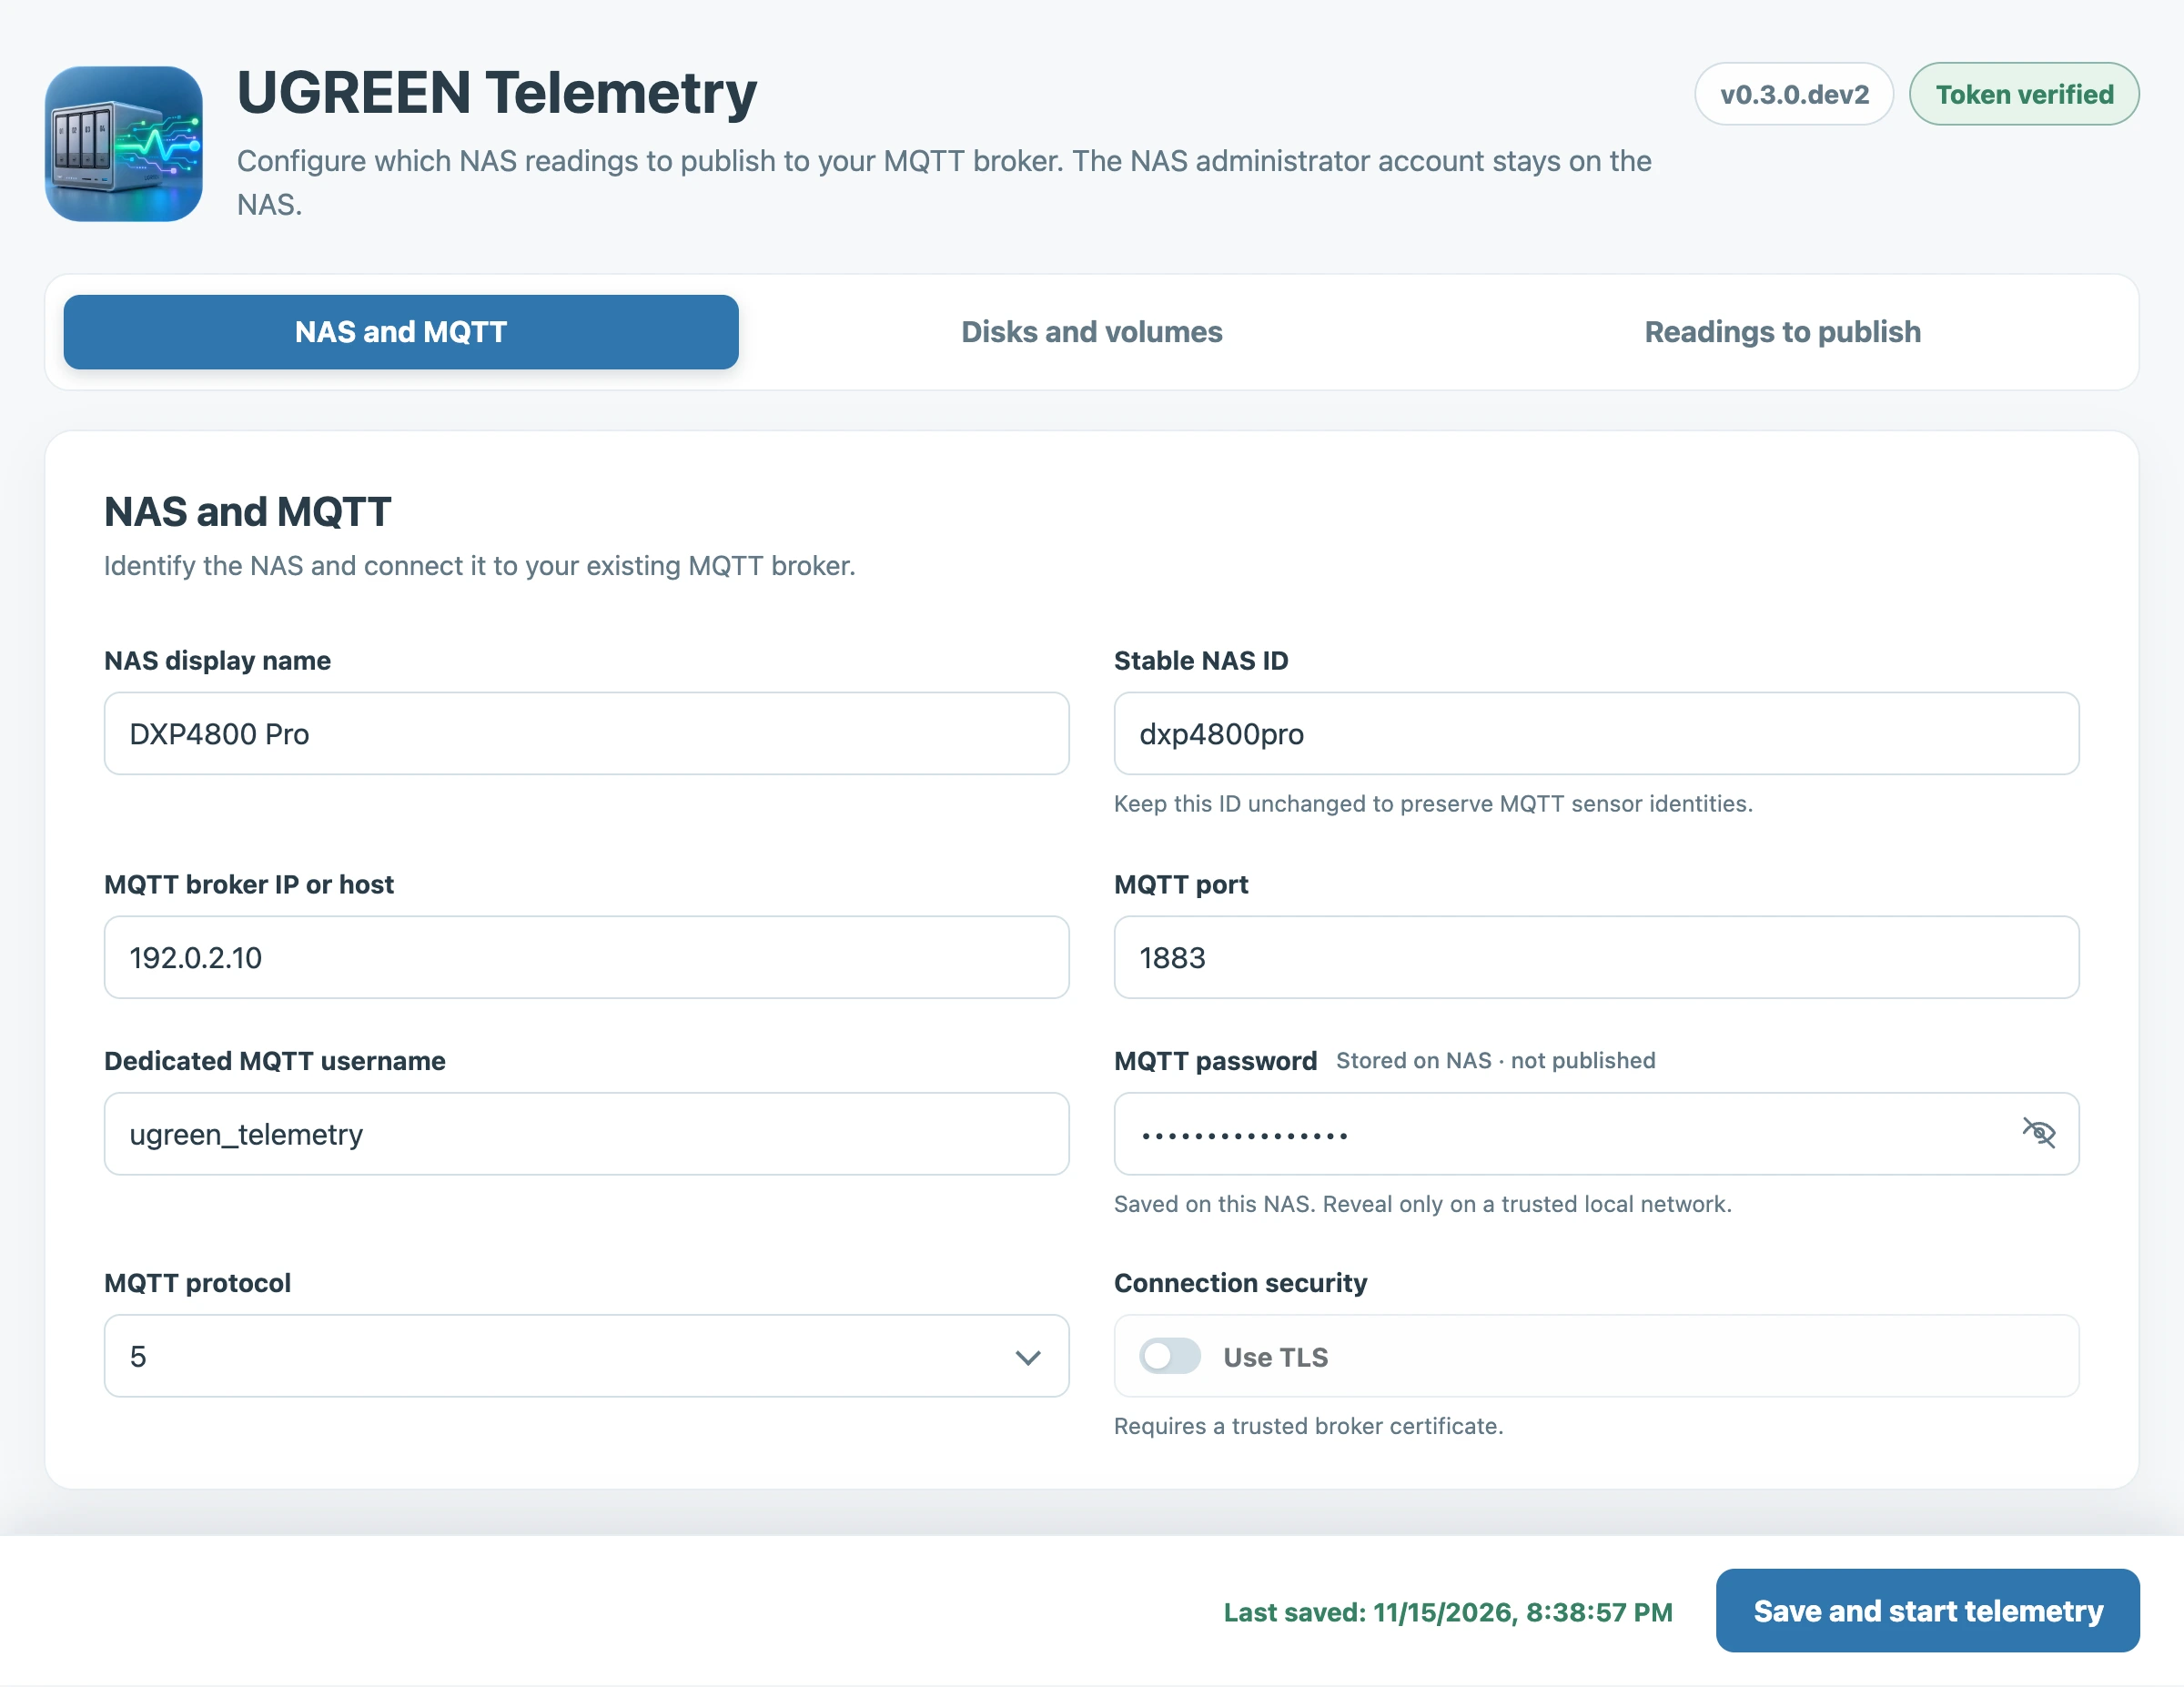 UGREEN Telemetry
v0.3.0.dev2
Token verified
Configure which NAS readings to publish to your MQTT broker. The NAS administrator account stays on the
NAS.
NAS and MQTT
Disks and volumes
Readings to publish
NAS and MQTT
Identify the NAS and connect it to your existing MQTT broker.
NAS display name
Stable NAS ID
DXP4800 Pro
dxp4800pro
Keep this ID unchanged to preserve MQTT sensor identities.
MQTT broker IP or host
MQTT port
192.0.2.10
1883
Dedicated MQTT username
MQTT password Stored on NAS · not published
ugreen_telemetry
••••••••••••••••
Saved on this NAS. Reveal only on a trusted local network.
MQTT protocol
Connection security
5
Use TLS
Requires a trusted broker certificate.
Last saved: 11/15/2026, 8:38:57 PM
Save and start telemetry